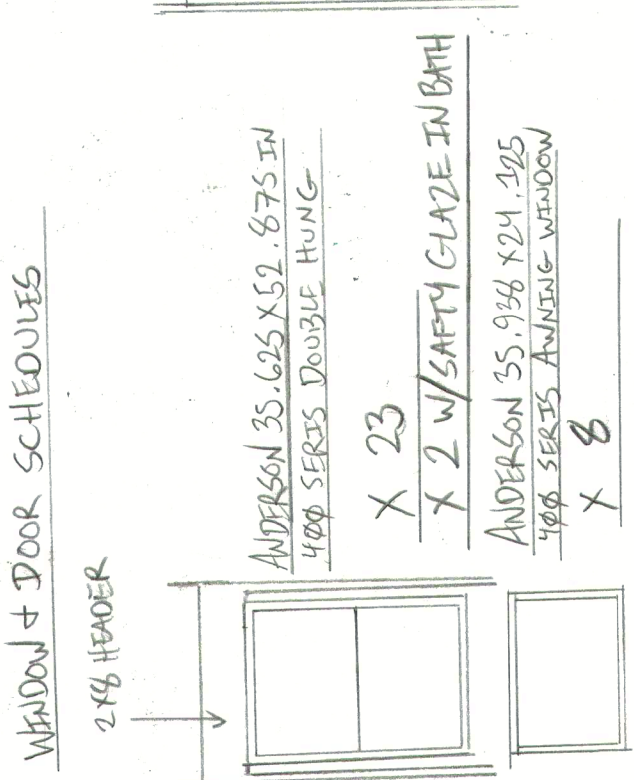 WINDOW & DOOR SCHEDULES
2X8 HEADER
ANDERSON 35.625 X 52.875 IN
400 SERIS DOUBLE HUNG
X 23
X 2 W/SAFTY GLAZE IN BATH
ANDERSON 35.938 X 24.125
400 SERIS AWNING WINDOW
X 8